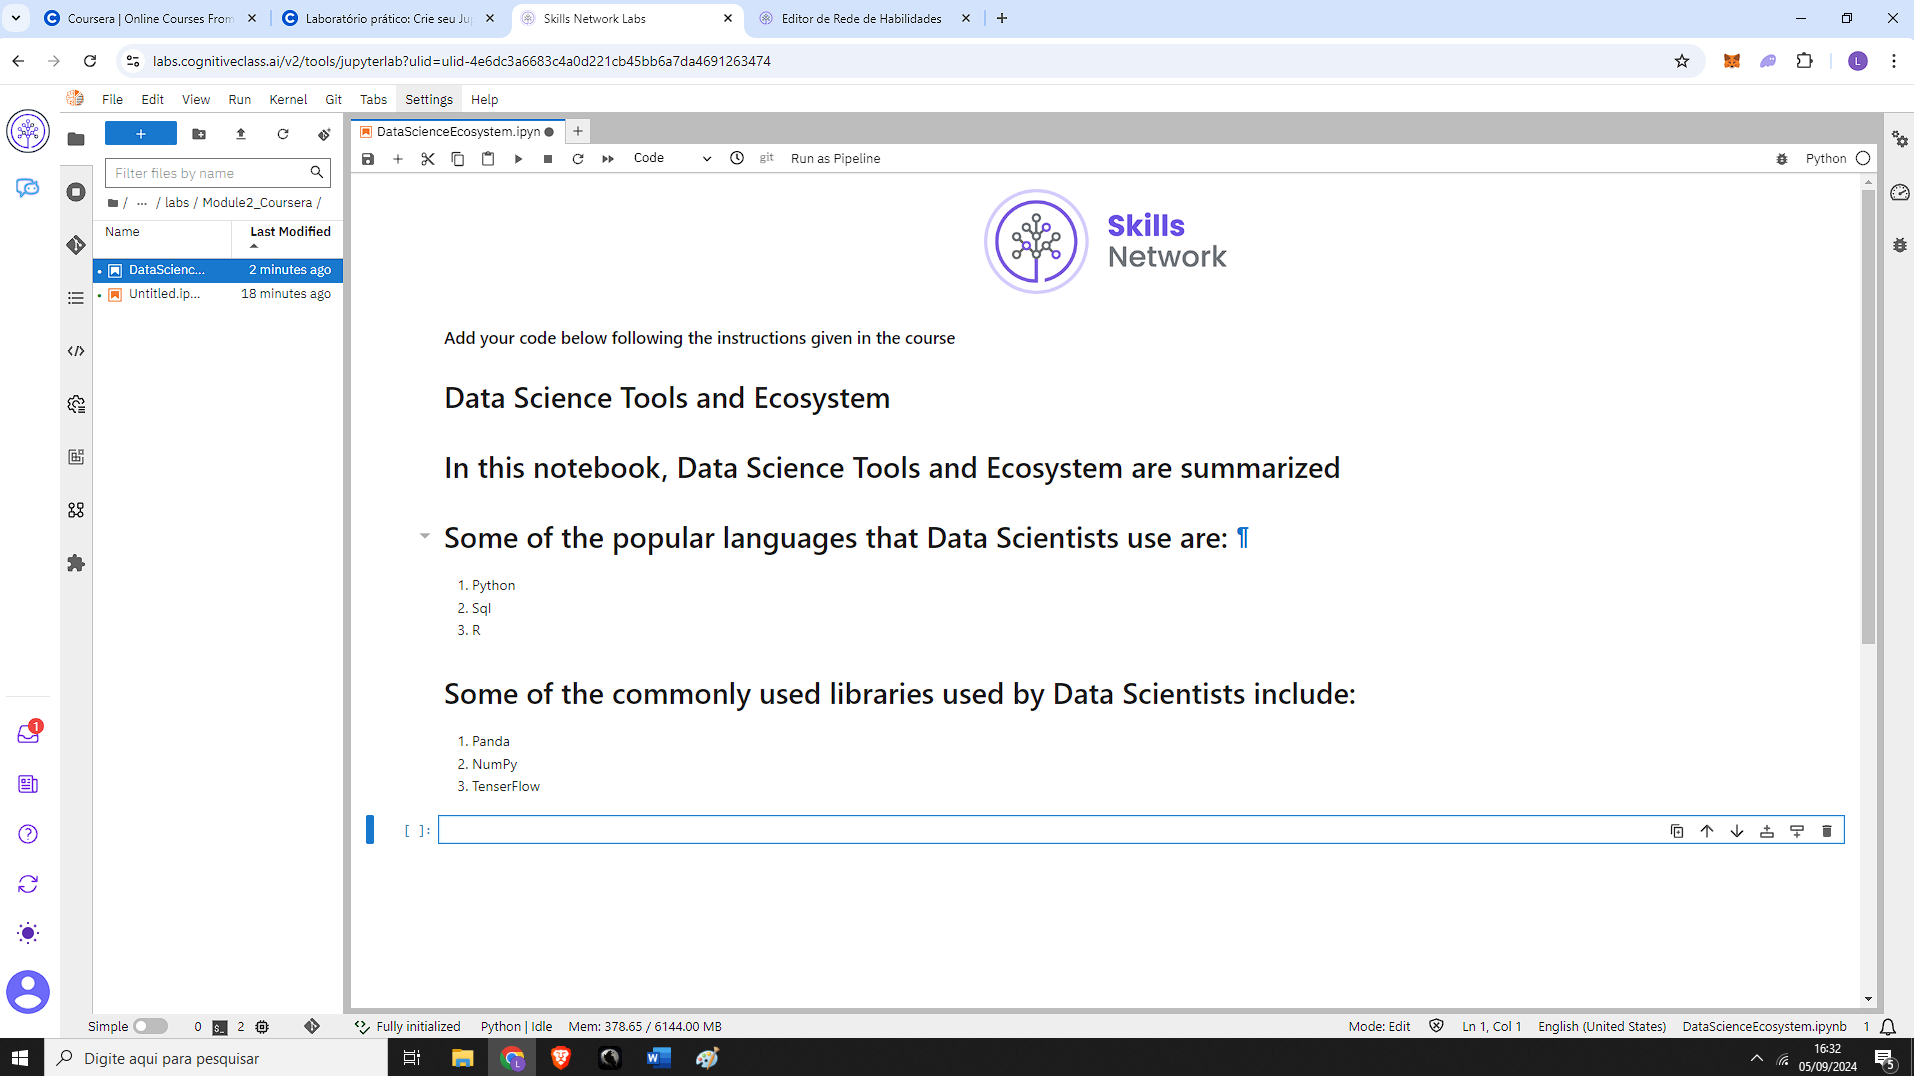 Coursera | Online Courses From
Laboratório prático: Crie seu Ju
Skills Network Labs
Editor de Rede de Habilidades
labs.cognitiveclass.ai/v2/tools/jupyterlab?ulid=ulid-4e6dc3a6683c4a0d221cb45bb6a7da4691263474
L
File Edit View Run Kernel Git Tabs Settings Help
+
DataScienceEcosystem.ipyn
Filter files by name
Code
git
Run as Pipeline
Python
/ ... / labs / Module2_Coursera /
Name Last Modified
DataScienc... 2 minutes ago
Untitled.ip... 18 minutes ago
Skills
Network
Add your code below following the instructions given in the course
Data Science Tools and Ecosystem
In this notebook, Data Science Tools and Ecosystem are summarized
Some of the popular languages that Data Scientists use are: ¶
1. Python
2. Sql
3. R
Some of the commonly used libraries used by Data Scientists include:
1. Panda
2. NumPy
3. TenserFlow
[ ]:
1
Simple 0 2 Fully initialized Python | Idle Mem: 378.65 / 6144.00 MB Mode: Edit Ln 1, Col 1 English (United States) DataScienceEcosystem.ipynb 1
Digite aqui para pesquisar
16:32
05/09/2024
5